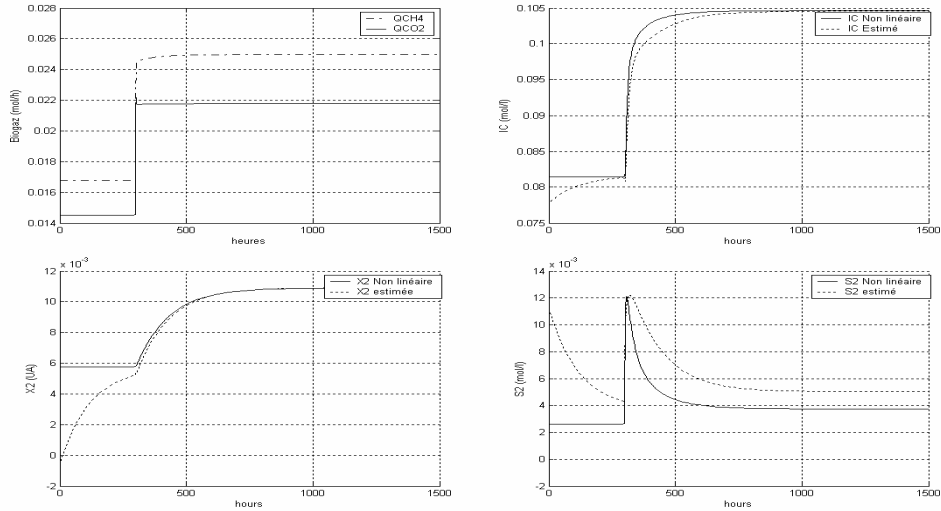 0.028
0.026
0.024
0.022
0.02
0.018
0.016
0.014
Biogaz (mol/h)
QCH4
QCO2
0
500
1000
1500
heures
0.105
0.1
0.095
0.09
0.085
0.08
0.075
IC (mol/l)
IC Non linéaire
IC Estimé
0
500
1000
1500
hours
x 10⁻³
12
10
8
6
4
2
0
-2
X2 (UA)
X2 Non linéaire
X2 estimée
0
500
1000
1500
hours
x 10⁻³
14
12
10
8
6
4
2
0
-2
S2 (mol/l)
S2 Non linéaire
S2 estimé
0
500
1000
1500
hours